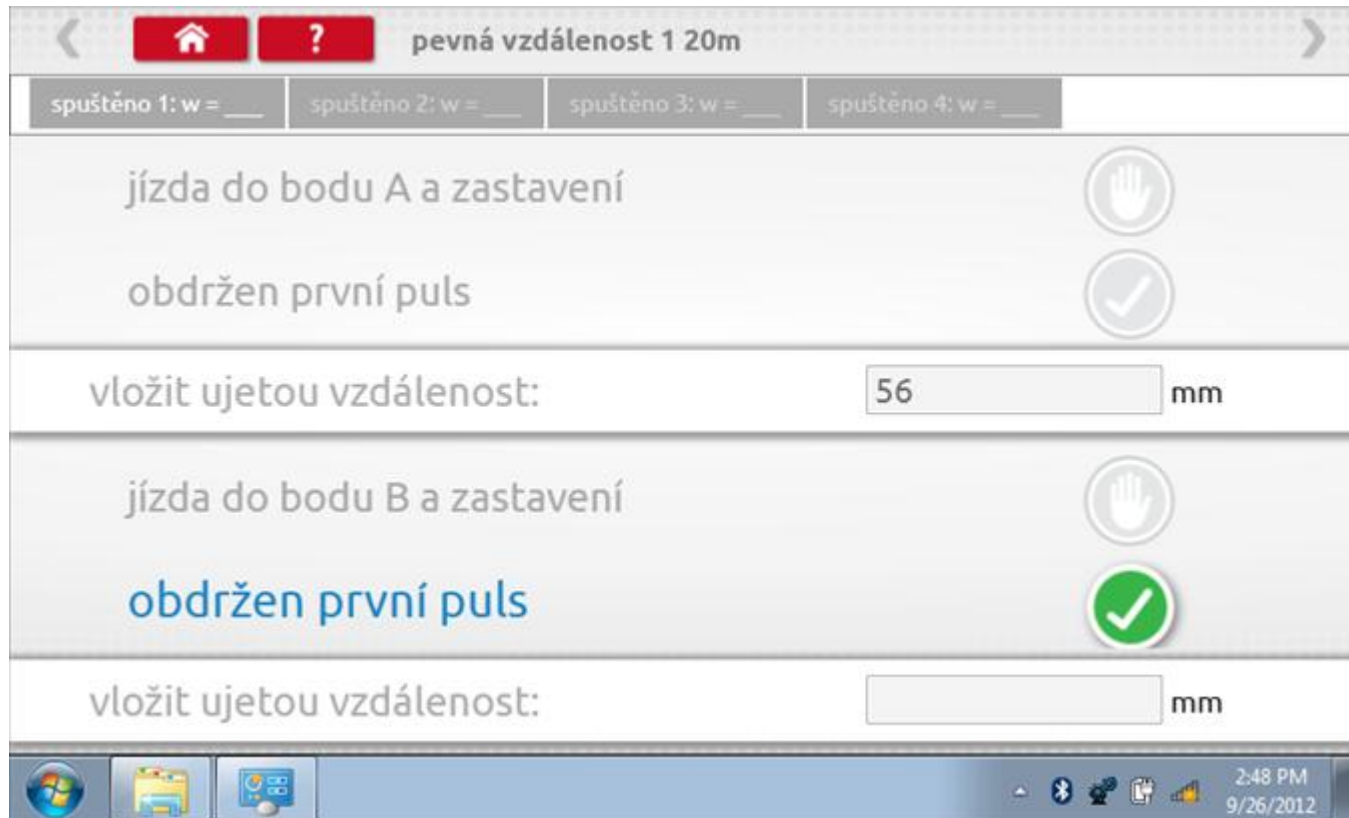 ? pevná vzdálenost 1 20m
spuštěno 1: w = ___ spuštěno 2: w = ___ spuštěno 3: w = ___ spuštěno 4: w = ___
jízda do bodu A a zastavení
obdržen první puls
vložit ujetou vzdálenost: 56 mm
jízda do bodu B a zastavení
obdržen první puls
vložit ujetou vzdálenost: mm
2:48 PM
9/26/2012